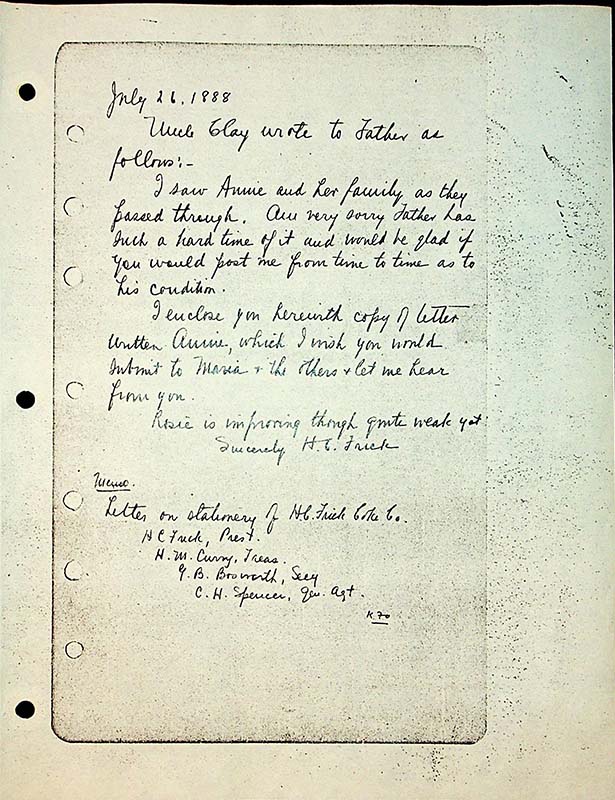 July 26, 1888
Uncle Clay wrote to Father as
follows:-
I saw Annie and her family as they
passed through. Am very sorry Father has
such a hard time of it and would be glad if
you would post me from time to time as to
his condition.
I enclose you herewith copy of letter
written Annie, which I wish you would
submit to Maria + the others + let me hear
from you.
Rosie is improving though quite weak yet
Sincerely H.C. Frick
Memo.
Letter on stationery of H.C. Frick Coke Co.
H C Frick, Prest.
H. M. Curry, Treas.
Y. B. Bosworth, Secy
C. H. Spencer, Gen. Agt.
K 70